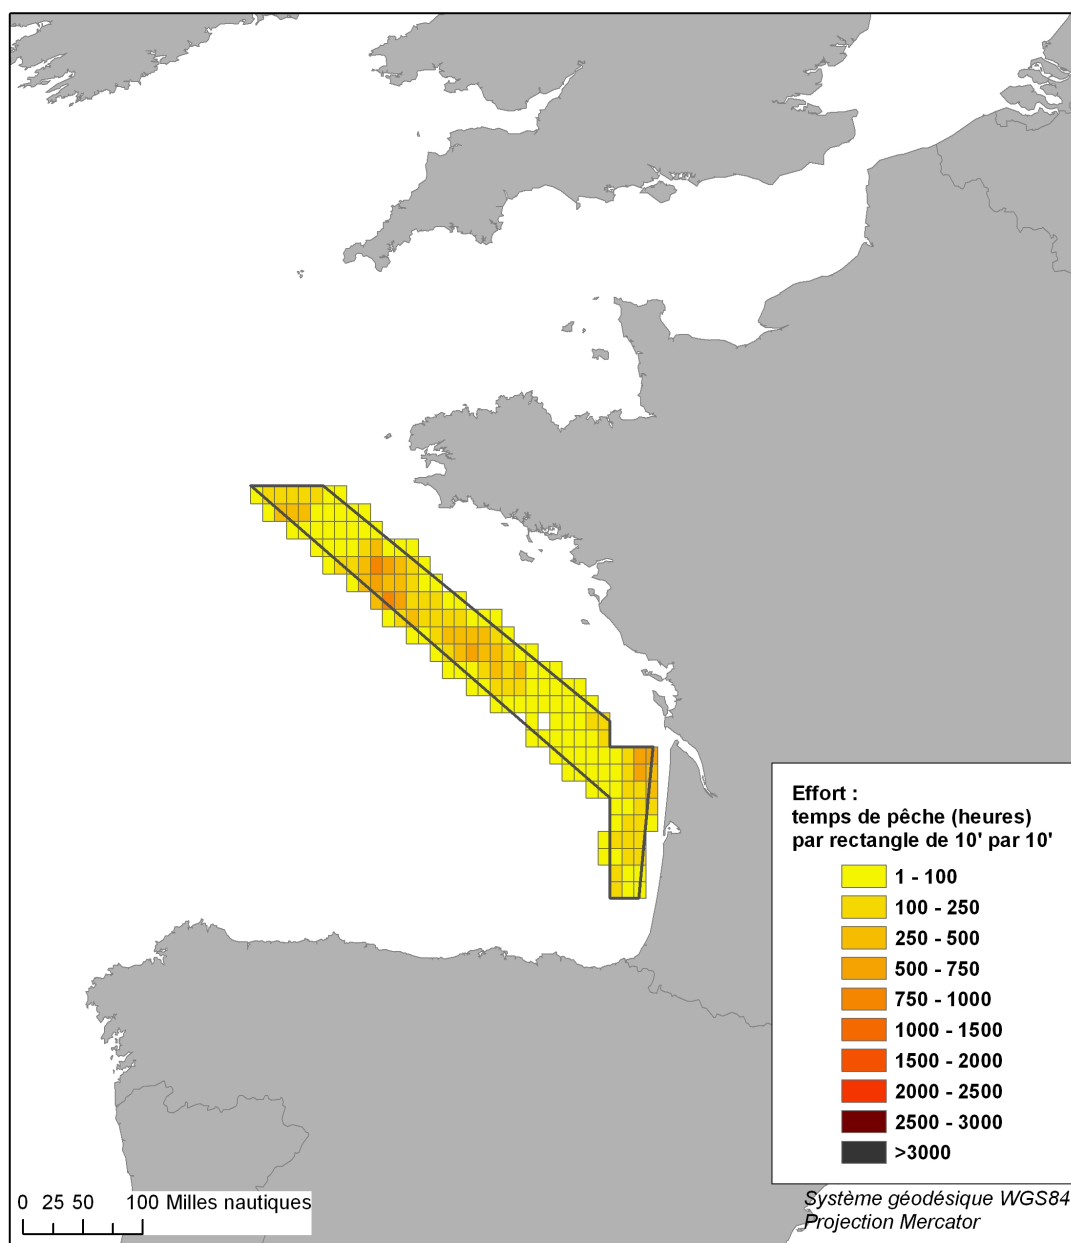 Effort :
temps de pêche (heures)
par rectangle de 10' par 10'
1 - 100
100 - 250
250 - 500
500 - 750
750 - 1000
1000 - 1500
1500 - 2000
2000 - 2500
2500 - 3000
>3000
0 25 50 100 Milles nautiques
Système géodésique WGS84
Projection Mercator